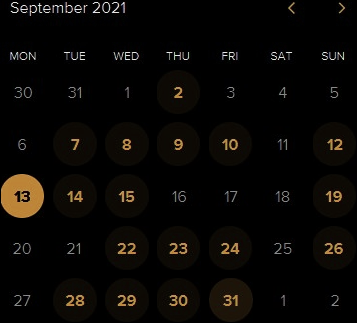 September 2021
MON TUE WED THU FRI SAT SUN
30 31 1 2 3 4 5
6 7 8 9 10 11 12
13 14 15 16 17 18 19
20 21 22 23 24 25 26
27 28 29 30 31 1 2